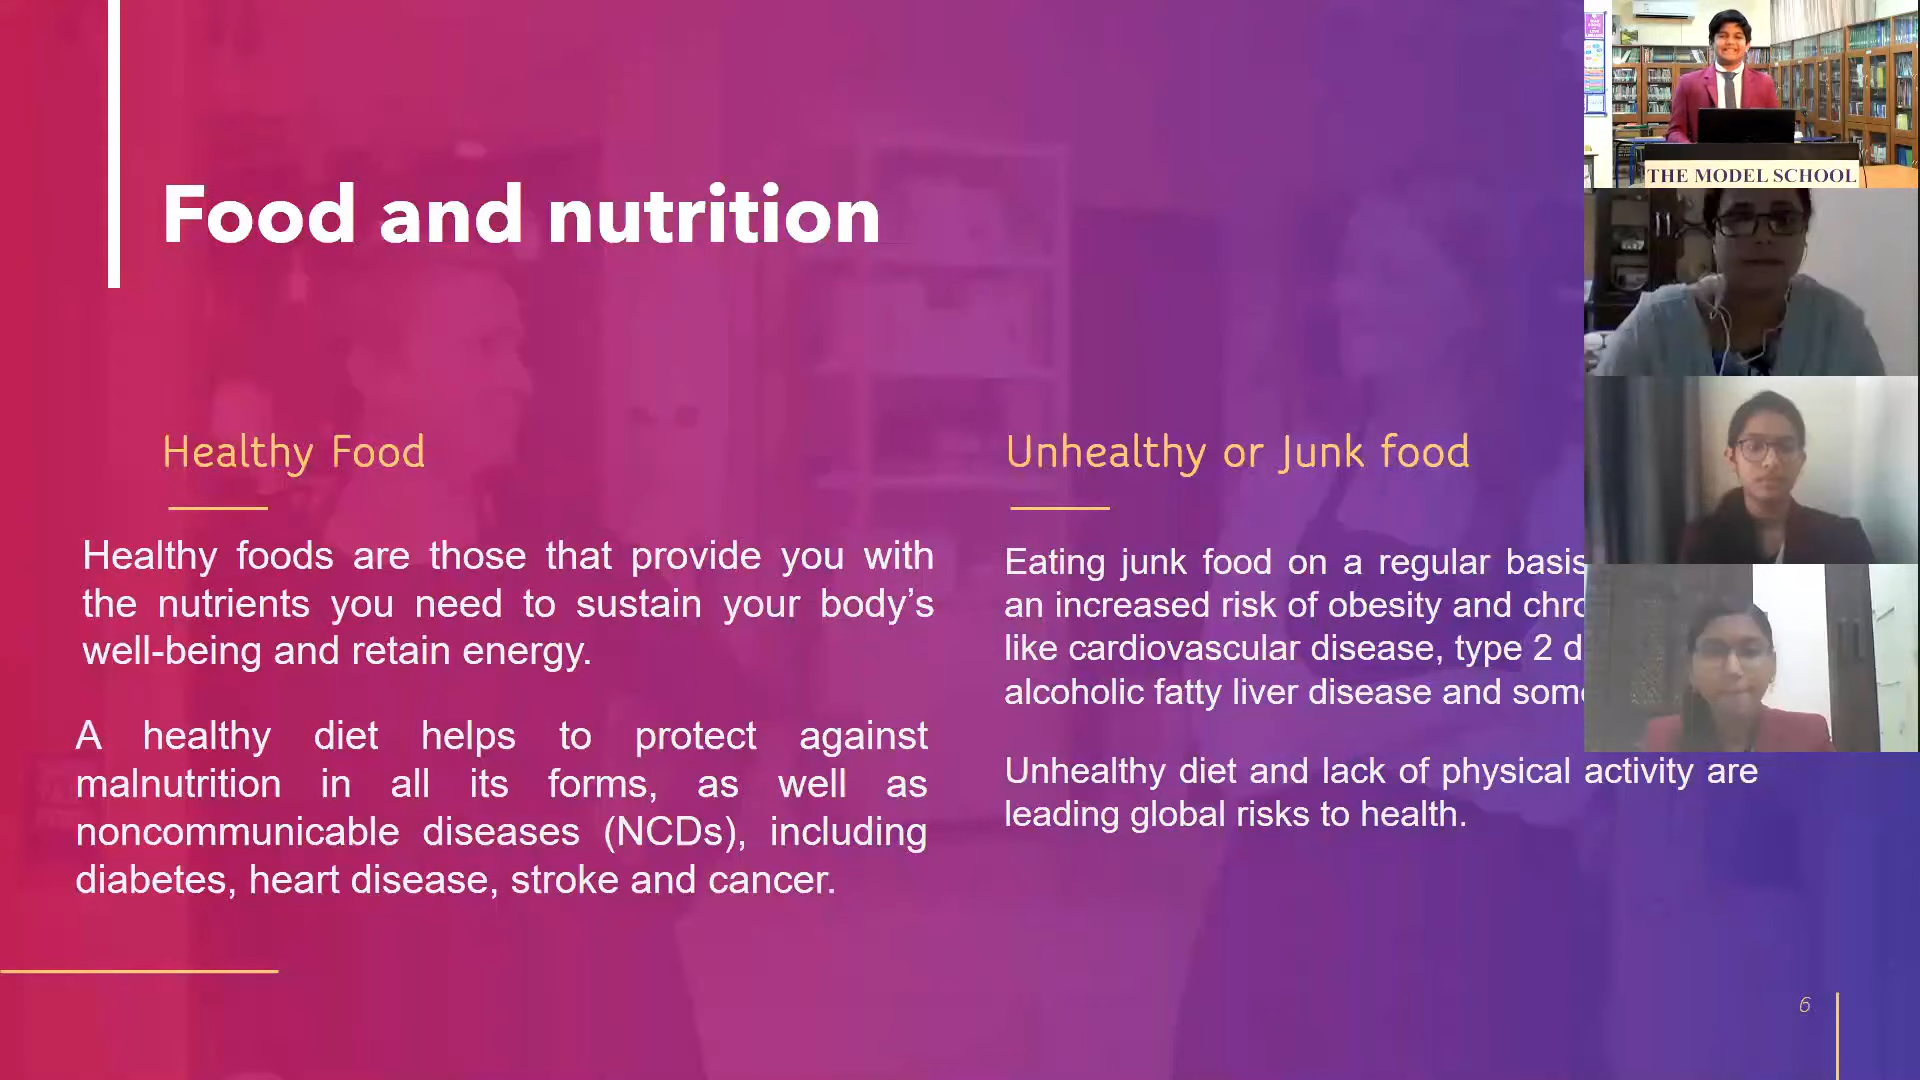 Food and nutrition
Healthy Food
Healthy foods are those that provide you with
the nutrients you need to sustain your body’s
well-being and retain energy.
A healthy diet helps to protect against
malnutrition in all its forms, as well as
noncommunicable diseases (NCDs), including
diabetes, heart disease, stroke and cancer.
Unhealthy or Junk food
Eating junk food on a regular basis
an increased risk of obesity and
like cardiovascular disease, type 2
alcoholic fatty liver disease and
Unhealthy diet and lack of physical activity are
leading global risks to health.
THE MODEL SCHOOL
6